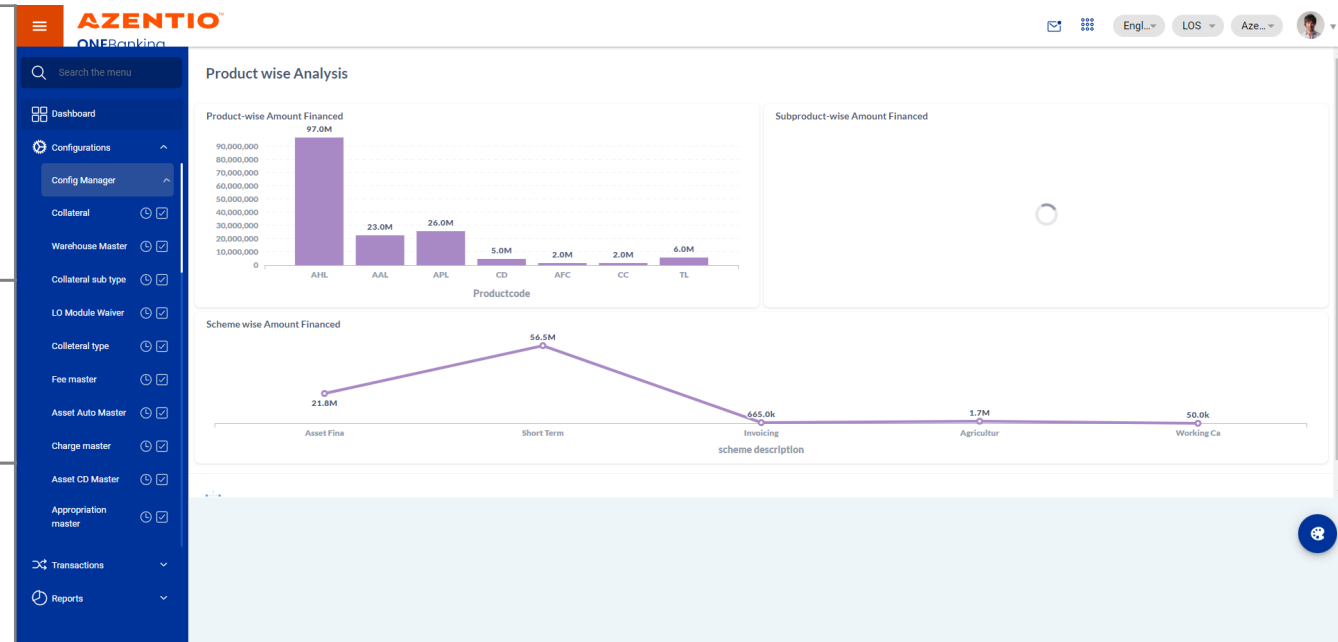 AZENTIO
ONEBanking
Engl...
LOS
Aze...
Search the menu
Dashboard
Configurations
Config Manager
Collateral
Warehouse Master
Collateral sub type
LO Module Waiver
Colleteral type
Fee master
Asset Auto Master
Charge master
Asset CD Master
Appropriation
master
Transactions
Reports
Product wise Analysis
Product-wise Amount Financed
97.0M
90,000,000
80,000,000
70,000,000
60,000,000
50,000,000
40,000,000
30,000,000
20,000,000
10,000,000
0
23.0M
26.0M
5.0M
2.0M
2.0M
6.0M
AHL
AAL
APL
CD
AFC
CC
TL
Productcode
Subproduct-wise Amount Financed
Scheme wise Amount Financed
56.5M
21.8M
665.0k
1.7M
50.0k
Asset Fina
Short Term
Invoicing
Agricultur
Working Ca
scheme description